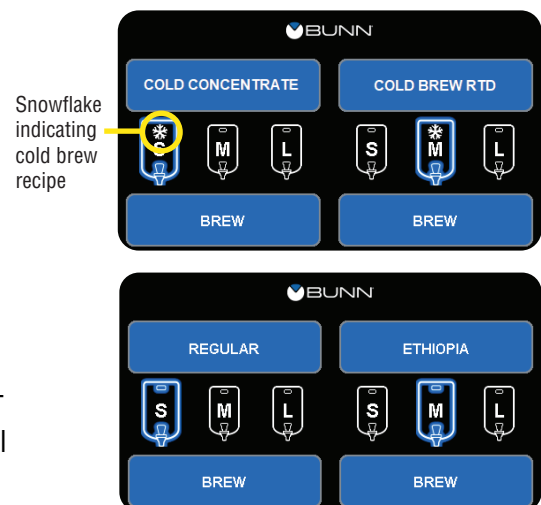 BUNN
COLD CONCENTRATE COLD BREW RTD
Snowflake
indicating
cold brew
recipe
S M L S M L
BREW BREW
BUNN
REGULAR ETHIOPIA
S M L S M L
BREW BREW